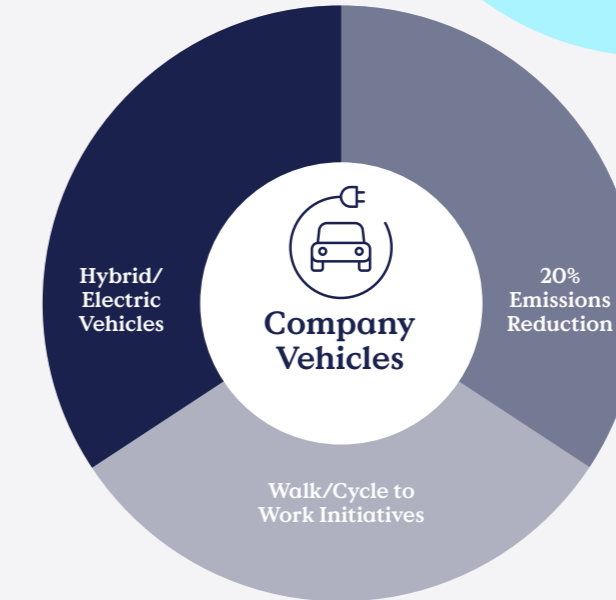 Hybrid/
Electric
Vehicles
Company
Vehicles
20%
Emissions
Reduction
Walk/Cycle to
Work Initiatives